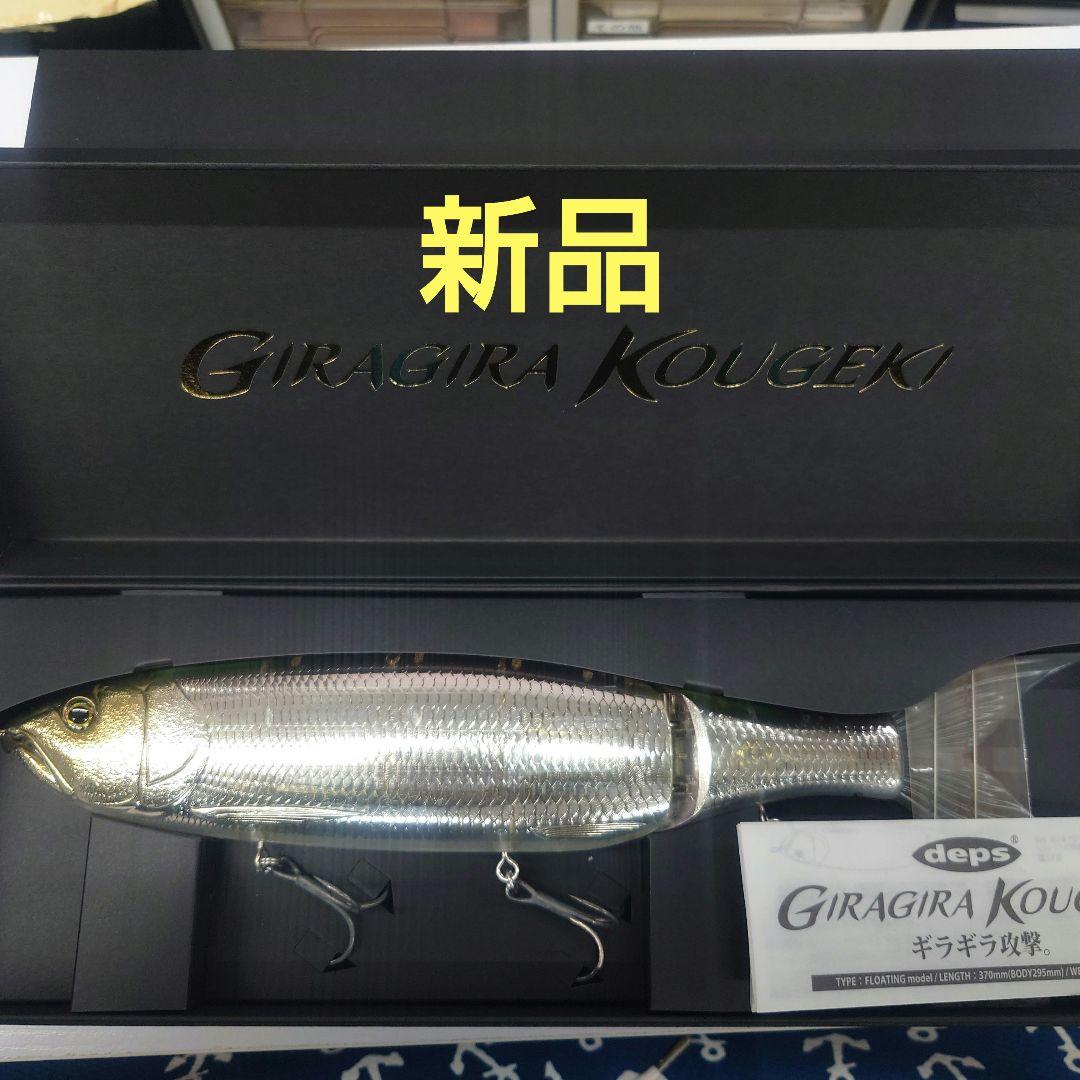 新品
GIRAGIRA KOUGEKI
deps®
GIRAGIRA KOUG
ギラギラ攻撃。
TYPE : FLOATING model / LENGTH : 370mm(BODY295mm) / WE